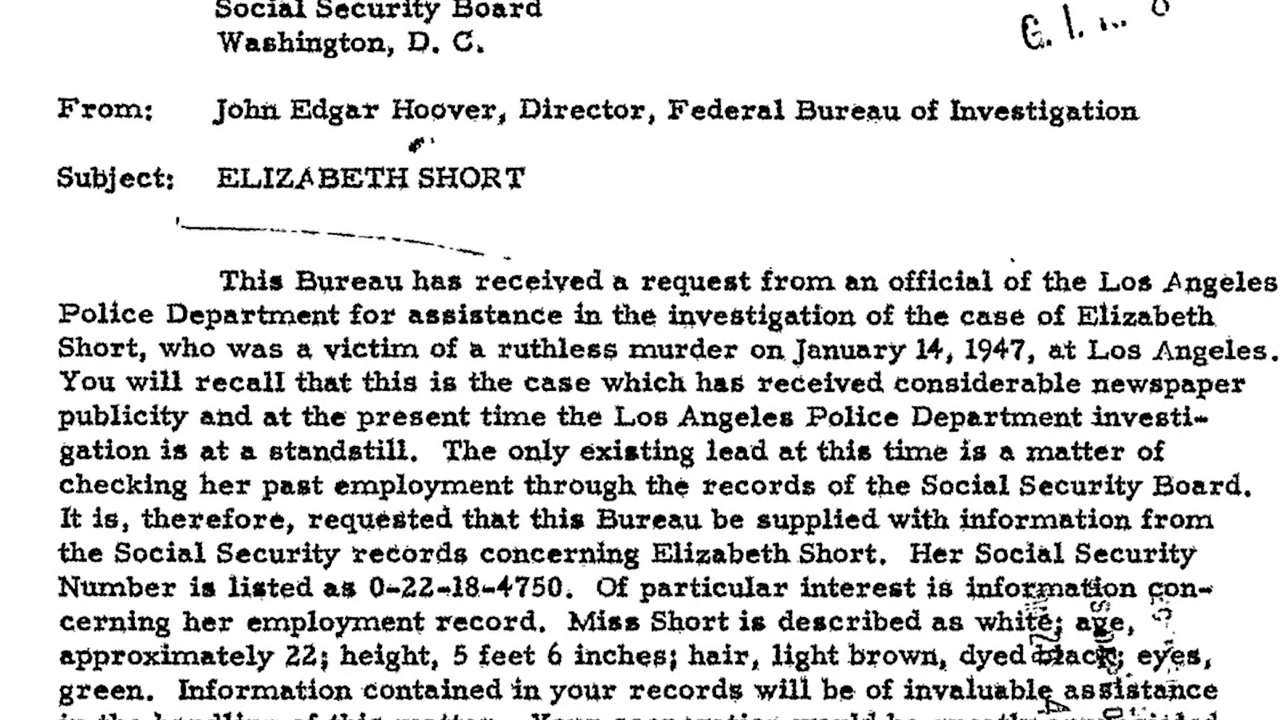 Social Security Board
Washington, D. C.
G. I.
From: John Edgar Hoover, Director, Federal Bureau of Investigation
Subject: ELIZABETH SHORT
This Bureau has received a request from an official of the Los Angeles
Police Department for assistance in the investigation of the case of Elizabeth
Short, who was a victim of a ruthless murder on January 14, 1947, at Los Angeles.
You will recall that this is the case which has received considerable newspaper
publicity and at the present time the Los Angeles Police Department investi-
gation is at a standstill. The only existing lead at this time is a matter of
checking her past employment through the records of the Social Security Board.
It is, therefore, requested that this Bureau be supplied with information from
the Social Security records concerning Elizabeth Short. Her Social Security
Number is listed as 0-22-18-4750. Of particular interest is information con-
cerning her employment record. Miss Short is described as white; age,
approximately 22; height, 5 feet 6 inches; hair, light brown, dyed black; eyes,
green. Information contained in your records will be of invaluable assistance